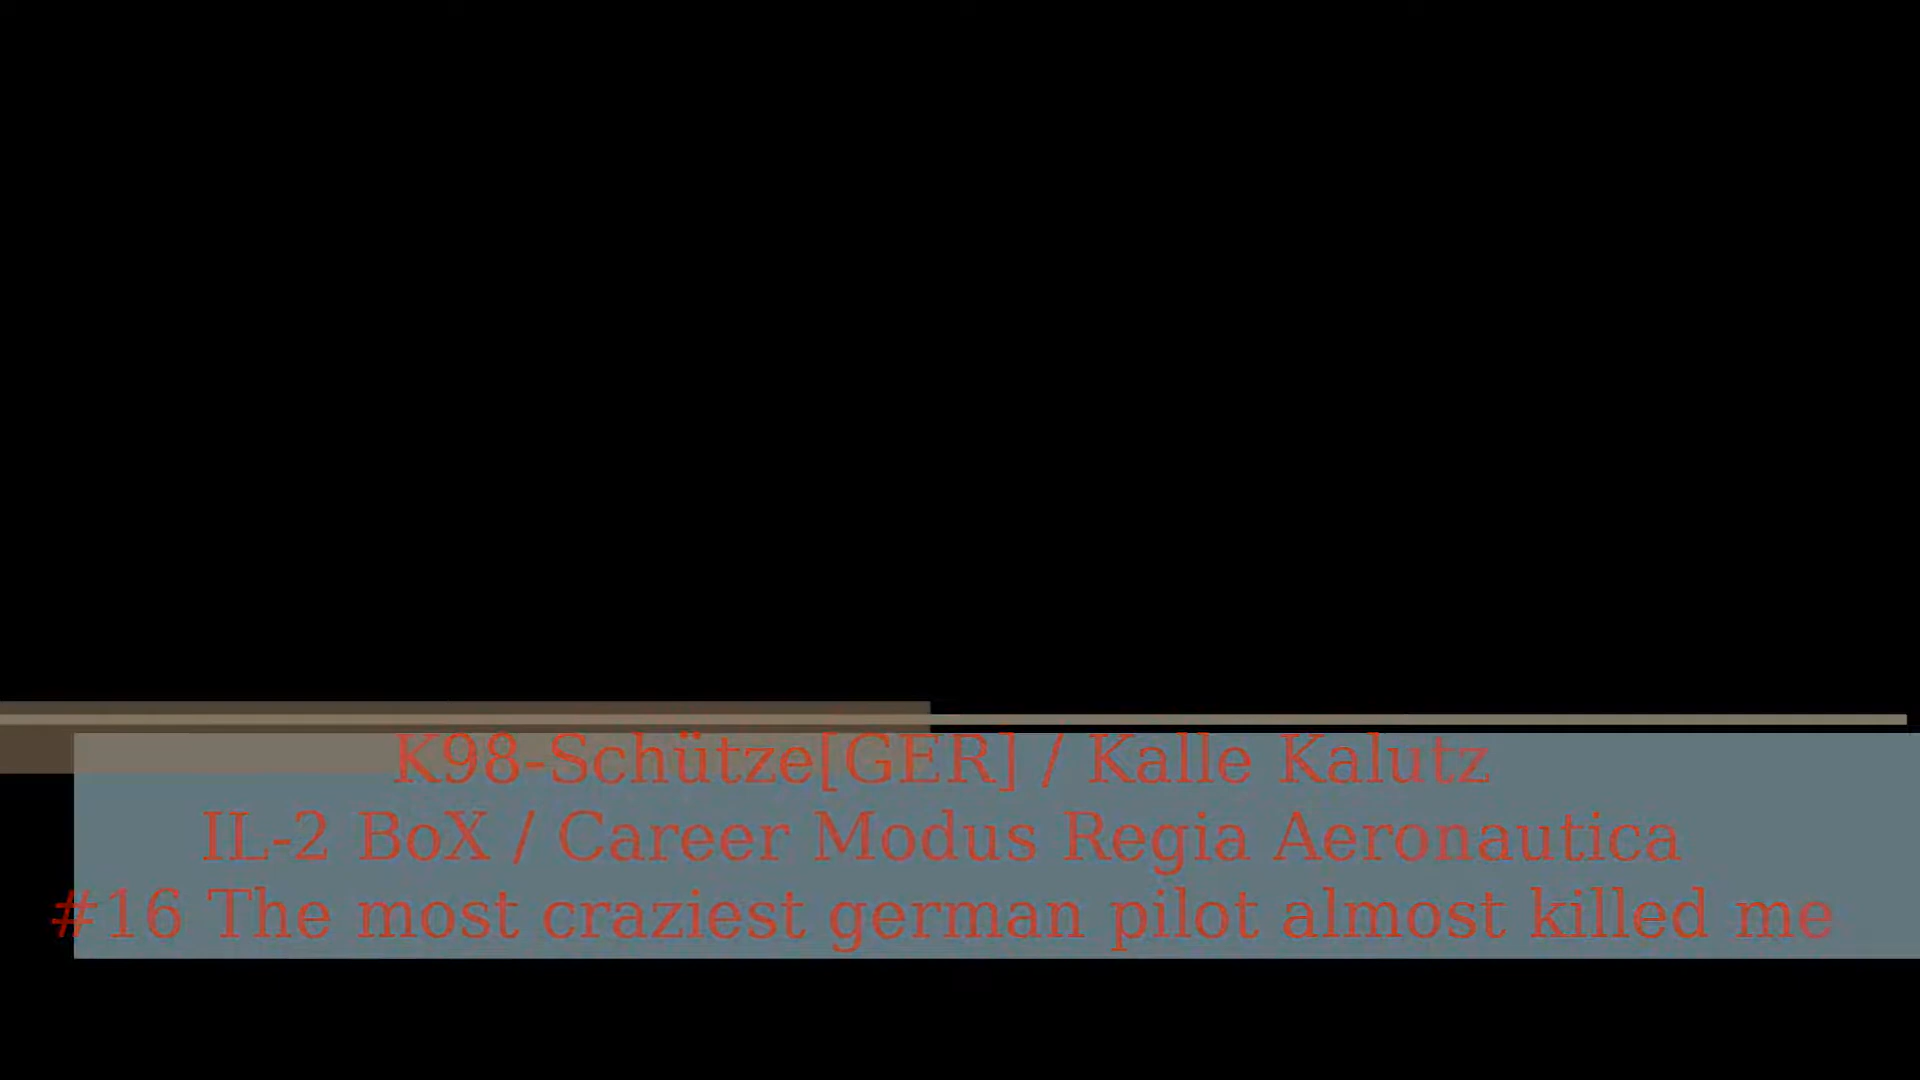 K98-Schütze[GER] / Kalle Kalutz
IL-2 BoX / Career Modus Regia Aeronautica
#16 The most craziest german pilot almost killed me